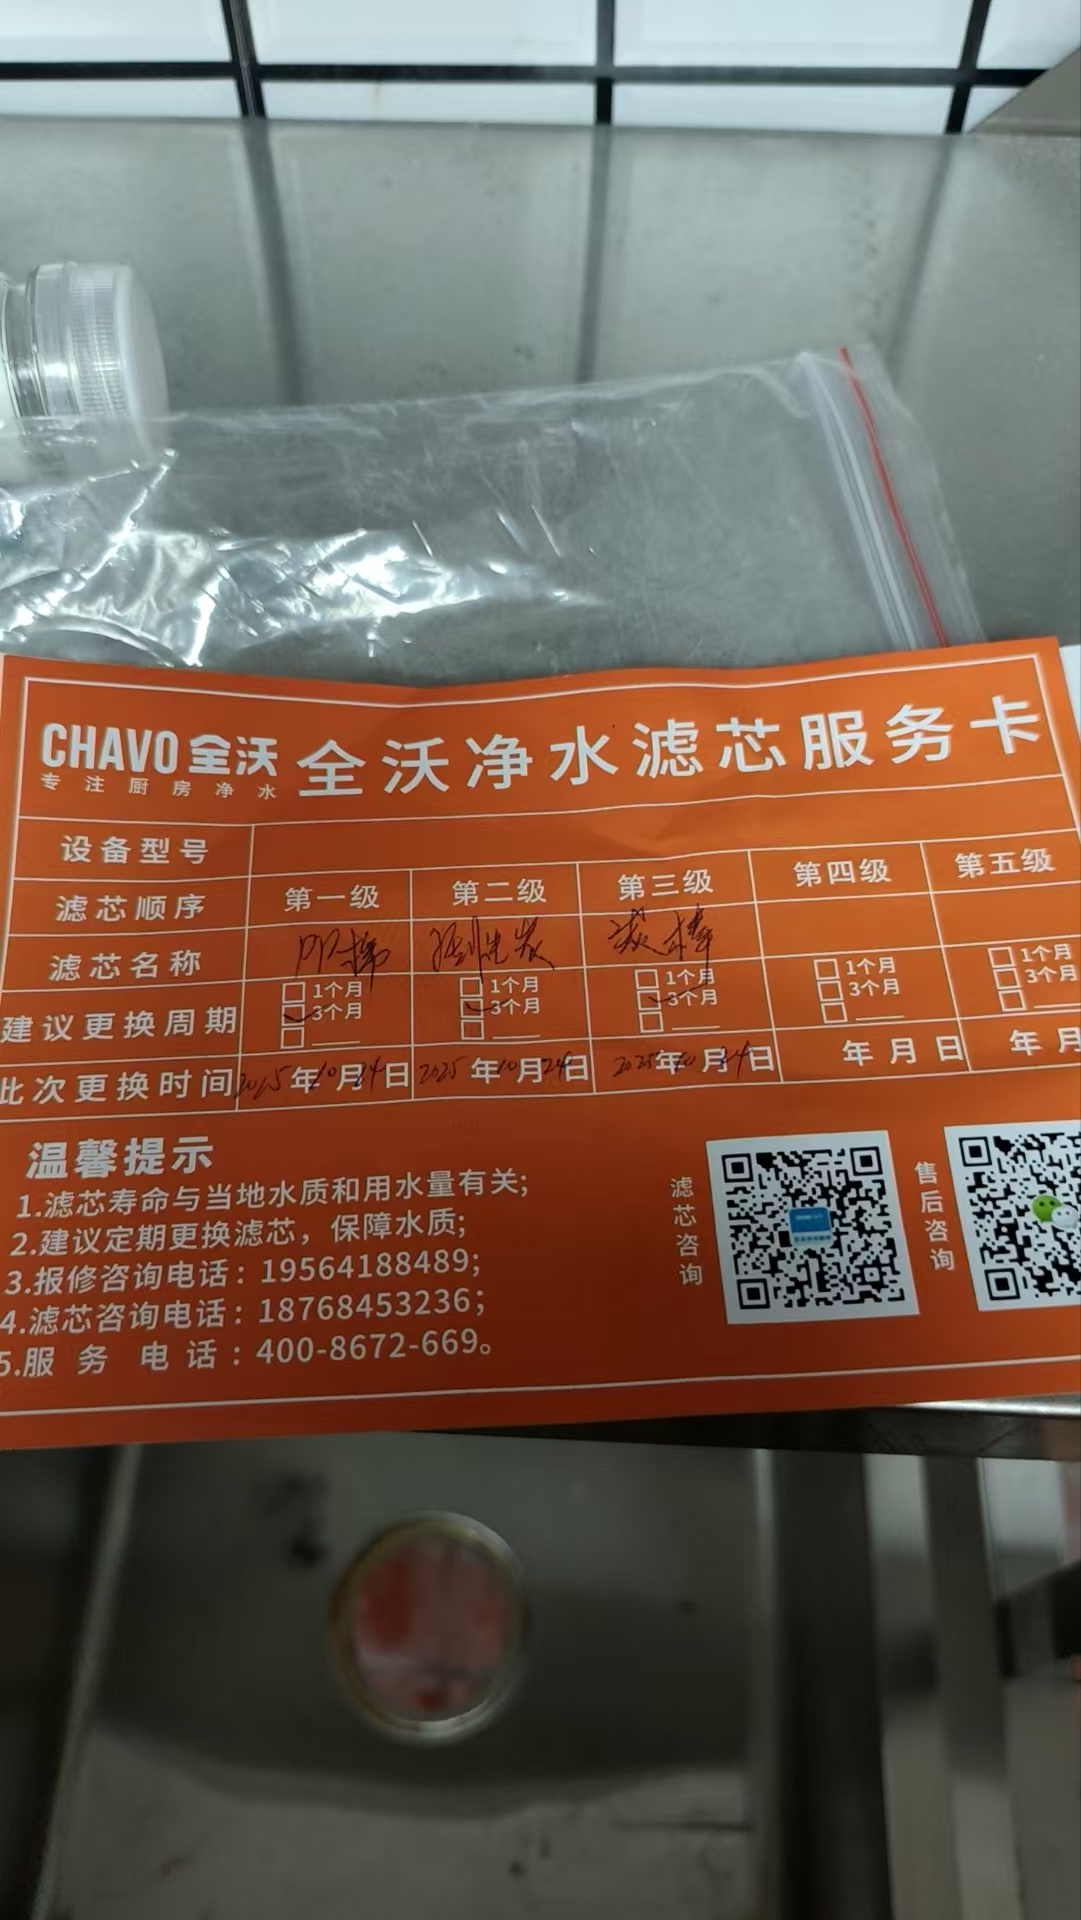 CHAVO 全沃 全沃净水滤芯服务卡
专注厨房净水
设备型号
滤芯顺序 第一级 第二级 第三级 第四级 第五级
滤芯名称 PP棉 炭棒
建议更换周期 1个月 1个月 1个月 1个月 1个月
3个月 3个月 3个月 3个月 3个月
此次更换时间 2025年10月24日 2025年10月24日 2025年10月24日 年月日 年月
温馨提示
1.滤芯寿命与当地水质和用水量有关;
2.建议定期更换滤芯，保障水质;
3.报修咨询电话：19564188489;
4.滤芯咨询电话：18768453236;
5.服务电话：400-8672-669。
滤芯咨询
售后咨询